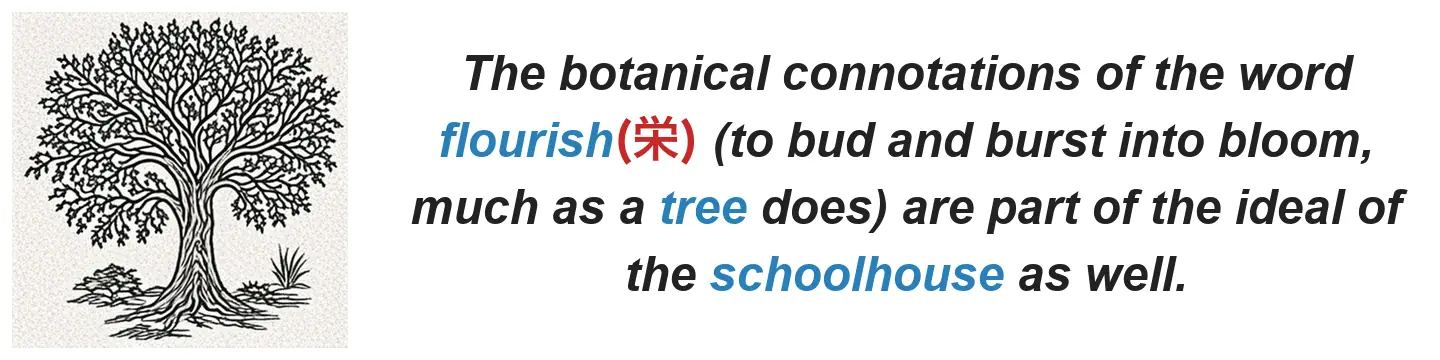 The botanical connotations of the word
flourish(栄) (to bud and burst into bloom,
much as a tree does) are part of the ideal of
the schoolhouse as well.